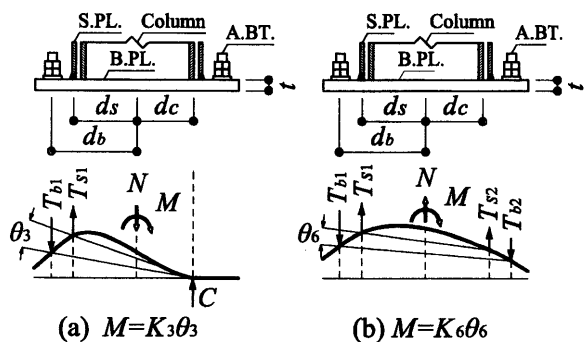 S.PL. Column A.BT.
B.PL.
t
ds dc
db
Tb1 Ts1 N M
θ3
C
(a) M=K3θ3
S.PL. Column A.BT.
B.PL.
t
ds dc
db
Tb1 Ts1 N M Ts2 Tb2
θ6
(b) M=K6θ6